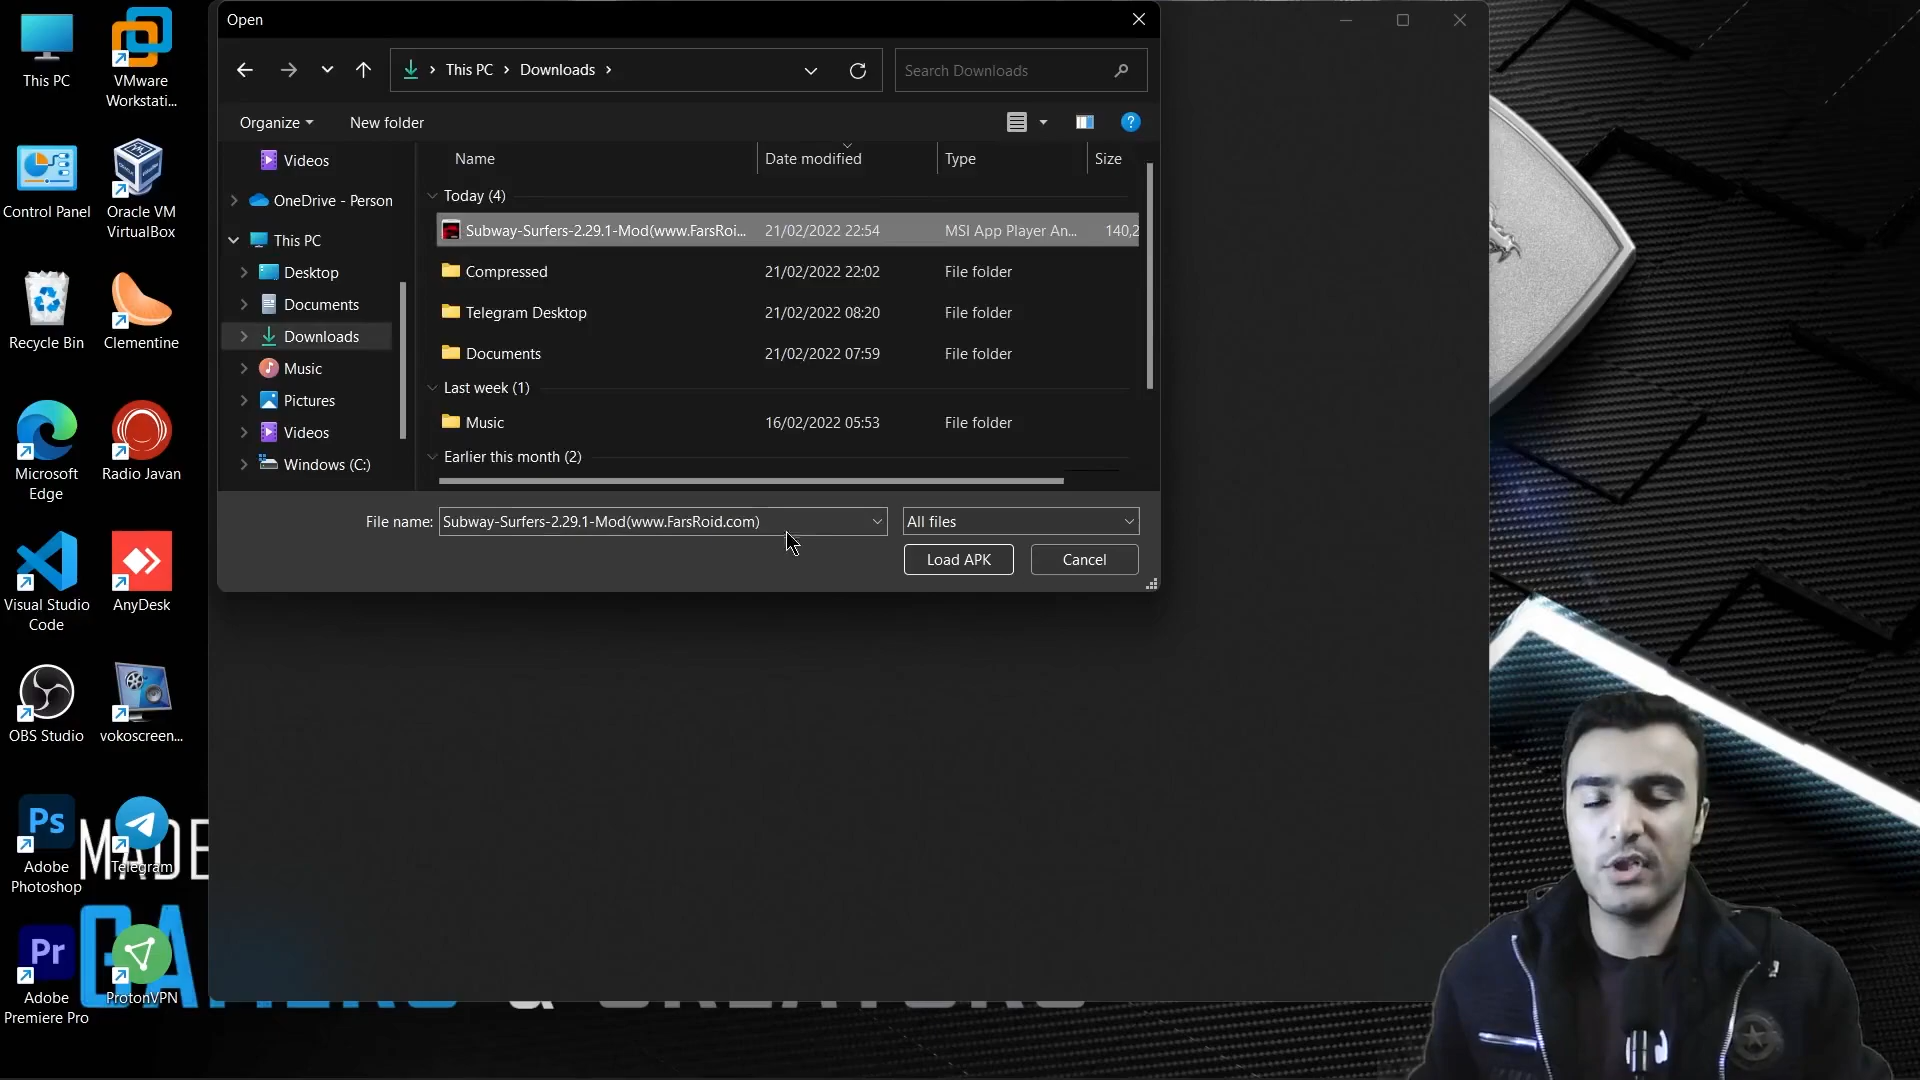 Open
This PC
Downloads
Search Downloads
Organize
New folder
Name
Date modified
Type
Size
Videos
OneDrive - Person
This PC
Desktop
Documents
Downloads
Music
Pictures
Videos
Windows (C:)
Today (4)
Subway-Surfers-2.29.1-Mod(www.FarsRoi... 21/02/2022 22:54 MSI App Player An... 140,2
Compressed 21/02/2022 22:02 File folder
Telegram Desktop 21/02/2022 08:20 File folder
Documents 21/02/2022 07:59 File folder
Last week (1)
Music 16/02/2022 05:53 File folder
Earlier this month (2)
File name: Subway-Surfers-2.29.1-Mod(www.FarsRoid.com)
All files
Load APK
Cancel
This PC
VMware
Workstati...
Control Panel
Oracle VM
VirtualBox
Recycle Bin
Clementine
Microsoft
Edge
Radio Javan
Visual Studio
Code
AnyDesk
OBS Studio
vokoscreen...
Ps
Adobe
Photoshop
Telegram
Pr
Adobe
Premiere Pro
ProtonVPN
MADE